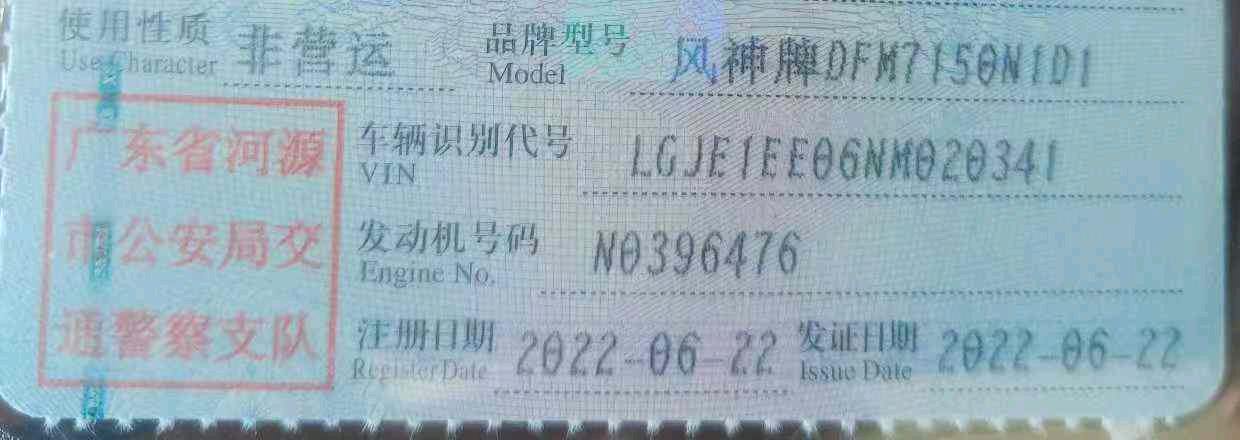 使用性质 非营运 品牌型号 风神牌DFM7150N1D1
Use Character Model
广东省河源
市公安局交
通警察支队
车辆识别代号 LGJE1EE06NM020341
VIN
发动机号码 N0396476
Engine No.
注册日期 2022-06-22 发证日期 2022-06-22
Register Date Issue Date